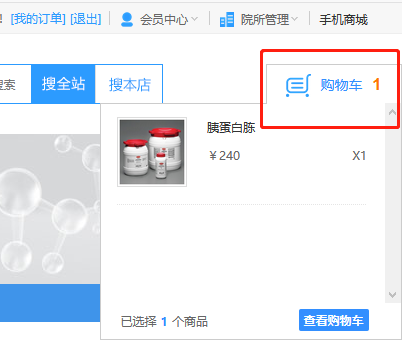 ! [我的订单] [退出] 会员中心 院所管理 手机商城
搜索 搜全站 搜本店 购物车 1
胰蛋白胨
￥240 X1
已选择 1 个商品 查看购物车